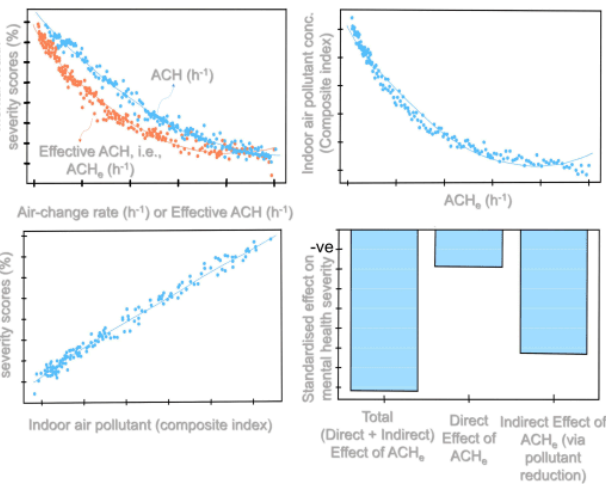 severity scores (%)
ACH (h-1)
Effective ACH, i.e.,
ACHe (h-1)
Air-change rate (h-1) or Effective ACH (h-1)
Indoor air pollutant conc.
(Composite index)
ACHe (h-1)
severity scores (%)
Indoor air pollutant (composite index)
Standardised effect on
mental health severity
-ve
Total
(Direct + Indirect)
Effect of ACHe
Direct
Effect of
ACHe
Indirect Effect of
ACHe (via
pollutant
reduction)